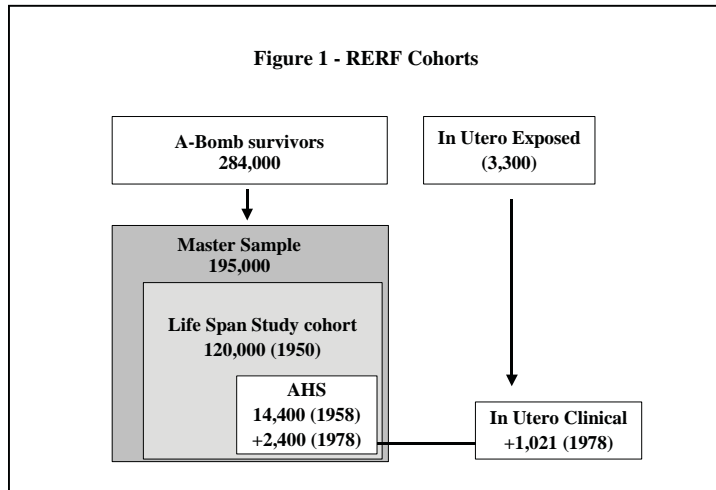 Figure 1 - RERF Cohorts
A-Bomb survivors
284,000
In Utero Exposed
(3,300)
Master Sample
195,000
Life Span Study cohort
120,000 (1950)
AHS
14,400 (1958)
+2,400 (1978)
In Utero Clinical
+1,021 (1978)